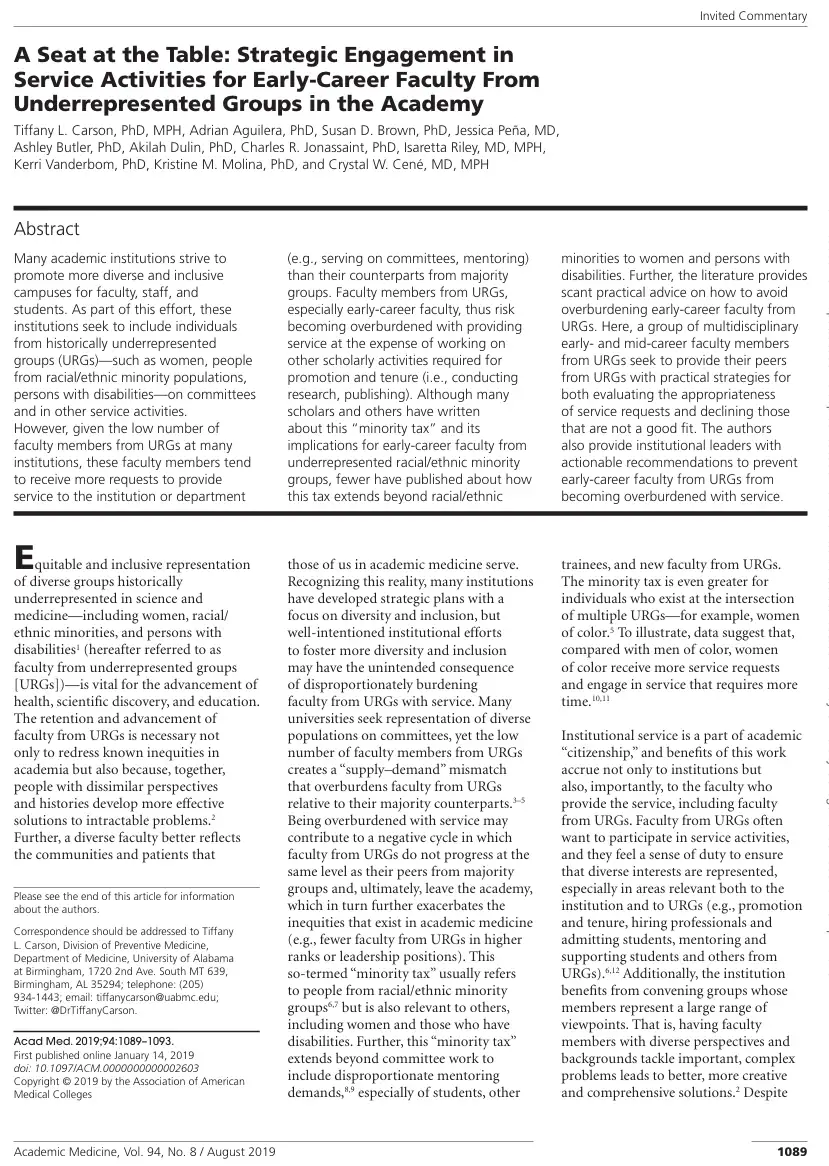 Invited Commentary
A Seat at the Table: Strategic Engagement in
Service Activities for Early-Career Faculty From
Underrepresented Groups in the Academy
Tiffany L. Carson, PhD, MPH, Adrian Aguilera, PhD, Susan D. Brown, PhD, Jessica Peña, MD,
Ashley Butler, PhD, Akilah Dulin, PhD, Charles R. Jonassaint, PhD, Isaretta Riley, MD, MPH,
Kerri Vanderbom, PhD, Kristine M. Molina, PhD, and Crystal W. Cené, MD, MPH
Abstract
Many academic institutions strive to
promote more diverse and inclusive
campuses for faculty, staff, and
students. As part of this effort, these
institutions seek to include individuals
from historically underrepresented
groups (URGs)—such as women, people
from racial/ethnic minority populations,
persons with disabilities—on committees
and in other service activities.
However, given the low number of
faculty members from URGs at many
institutions, these faculty members tend
to receive more requests to provide
service to the institution or department
(e.g., serving on committees, mentoring)
than their counterparts from majority
groups. Faculty members from URGs,
especially early-career faculty, thus risk
becoming overburdened with providing
service at the expense of working on
other scholarly activities required for
promotion and tenure (i.e., conducting
research, publishing). Although many
scholars and others have written
about this “minority tax” and its
implications for early-career faculty from
underrepresented racial/ethnic minority
groups, fewer have published about how
this tax extends beyond racial/ethnic
minorities to women and persons with
disabilities. Further, the literature provides
scant practical advice on how to avoid
overburdening early-career faculty from
URGs. Here, a group of multidisciplinary
early- and mid-career faculty members
from URGs seek to provide their peers
from URGs with practical strategies for
both evaluating the appropriateness
of service requests and declining those
that are not a good fit. The authors
also provide institutional leaders with
actionable recommendations to prevent
early-career faculty from URGs from
becoming overburdened with service.
Equitable and inclusive representation
of diverse groups historically
underrepresented in science and
medicine—including women, racial/
ethnic minorities, and persons with
disabilities1 (hereafter referred to as
faculty from underrepresented groups
[URGs])—is vital for the advancement of
health, scientific discovery, and education.
The retention and advancement of
faculty from URGs is necessary not
only to redress known inequities in
academia but also because, together,
people with dissimilar perspectives
and histories develop more effective
solutions to intractable problems.2
Further, a diverse faculty better reflects
the communities and patients that
Please see the end of this article for information
about the authors.
Correspondence should be addressed to Tiffany
L. Carson, Division of Preventive Medicine,
Department of Medicine, University of Alabama
at Birmingham, 1720 2nd Ave. South MT 639,
Birmingham, AL 35294; telephone: (205)
934-1443; email: tiffanycarson@uabmc.edu;
Twitter: @DrTiffanyCarson.
Acad Med. 2019;94:1089–1093.
First published online January 14, 2019
doi: 10.1097/ACM.0000000000002603
Copyright © 2019 by the Association of American
Medical Colleges
those of us in academic medicine serve.
Recognizing this reality, many institutions
have developed strategic plans with a
focus on diversity and inclusion, but
well-intentioned institutional efforts
to foster more diversity and inclusion
may have the unintended consequence
of disproportionately burdening
faculty from URGs with service. Many
universities seek representation of diverse
populations on committees, yet the low
number of faculty members from URGs
creates a “supply–demand” mismatch
that overburdens faculty from URGs
relative to their majority counterparts.3–5
Being overburdened with service may
contribute to a negative cycle in which
faculty from URGs do not progress at the
same level as their peers from majority
groups and, ultimately, leave the academy,
which in turn further exacerbates the
inequities that exist in academic medicine
(e.g., fewer faculty from URGs in higher
ranks or leadership positions). This
so-termed “minority tax” usually refers
to people from racial/ethnic minority
groups6,7 but is also relevant to others,
including women and those who have
disabilities. Further, this “minority tax”
extends beyond committee work to
include disproportionate mentoring
demands,8,9 especially of students, other
trainees, and new faculty from URGs.
The minority tax is even greater for
individuals who exist at the intersection
of multiple URGs—for example, women
of color.5 To illustrate, data suggest that,
compared with men of color, women
of color receive more service requests
and engage in service that requires more
time.10,11
Institutional service is a part of academic
“citizenship,” and benefits of this work
accrue not only to institutions but
also, importantly, to the faculty who
provide the service, including faculty
from URGs. Faculty from URGs often
want to participate in service activities,
and they feel a sense of duty to ensure
that diverse interests are represented,
especially in areas relevant both to the
institution and to URGs (e.g., promotion
and tenure, hiring professionals and
admitting students, mentoring and
supporting students and others from
URGs).6,12 Additionally, the institution
benefits from convening groups whose
members represent a large range of
viewpoints. That is, having faculty
members with diverse perspectives and
backgrounds tackle important, complex
problems leads to better, more creative
and comprehensive solutions.2 Despite
Academic Medicine, Vol. 94, No. 8 / August 2019
1089